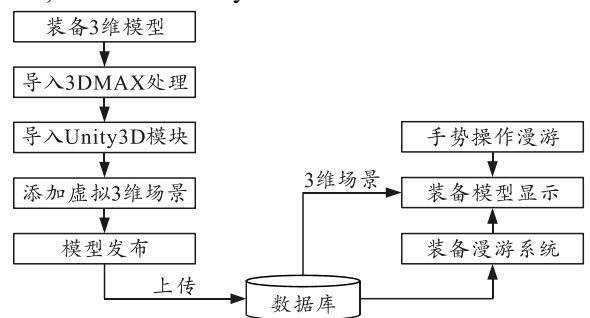 装备3维模型
导入3DMAX处理
导入Unity3D模块
添加虚拟3维场景
模型发布
上传
数据库
3维场景
手势操作漫游
装备模型显示
装备漫游系统